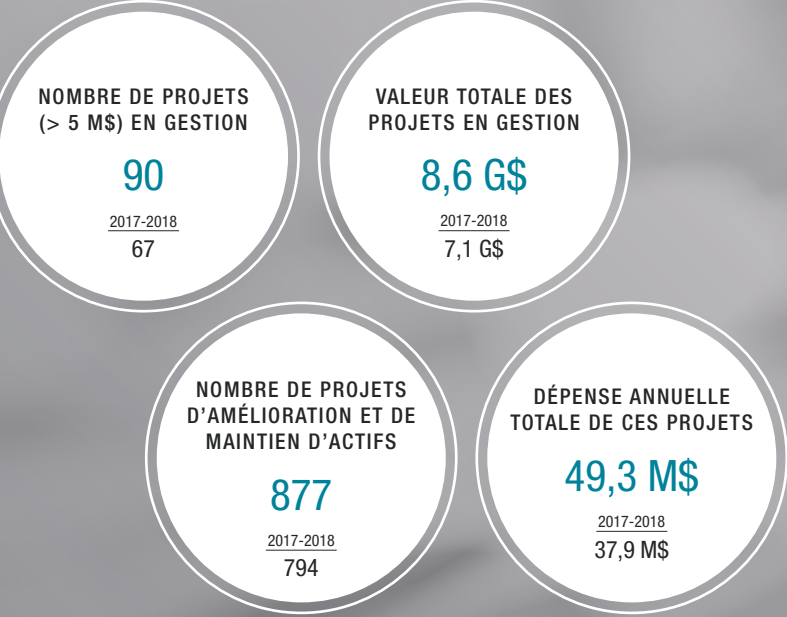 NOMBRE DE PROJETS
(> 5 M$) EN GESTION
90
2017-2018
67
VALEUR TOTALE DES
PROJETS EN GESTION
8,6 G$
2017-2018
7,1 G$
NOMBRE DE PROJETS
D’AMÉLIORATION ET DE
MAINTIEN D’ACTIFS
877
2017-2018
794
DÉPENSE ANNUELLE
TOTALE DE CES PROJETS
49,3 M$
2017-2018
37,9 M$